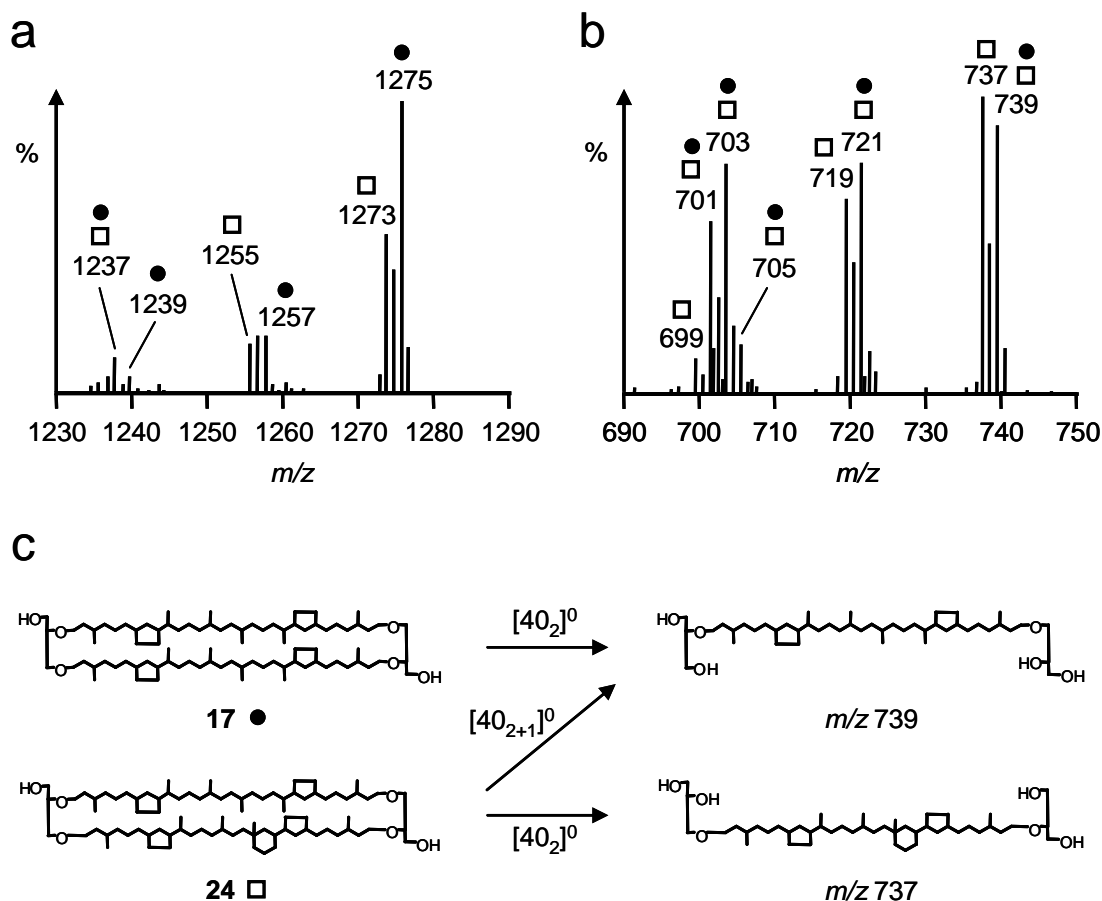 a
%
1237
1239
1255
1257
1273
1275
1230 1240 1250 1260 1270 1280 1290
m/z
b
%
699
701
703
705
719
721
737
739
690 700 710 720 730 740 750
m/z
c
HO
O O
O O
OH
17
[40₂]⁰
HO
O O
OH HO
OH
m/z 739
[40₂₊₁]⁰
HO
O O
O O
OH
24
[40₂]⁰
HO
OH HO
O O
OH
m/z 737